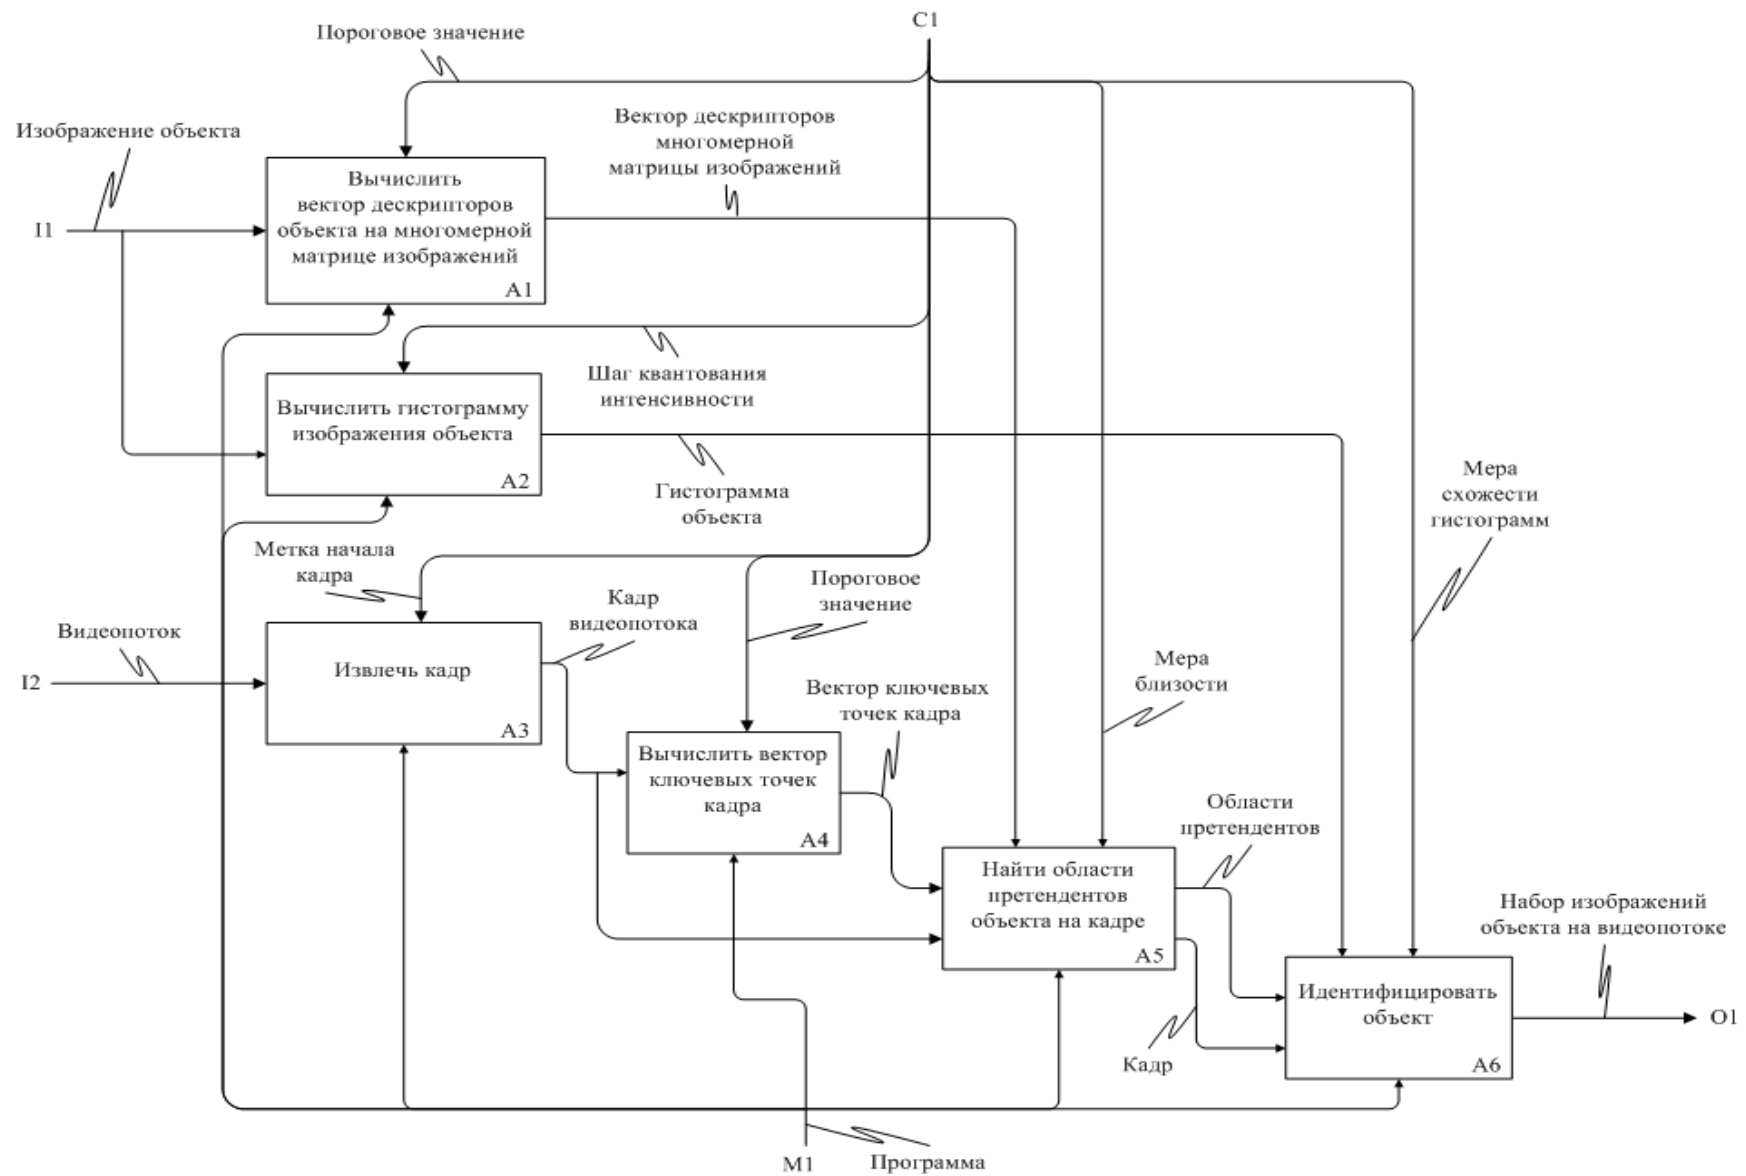 C1
Пороговое значение
Изображение объекта
Вектор дескрипторов
многомерной
матрицы изображений
I1
Вычислить
вектор дескрипторов
объекта на многомерной
матрице изображений
A1
Шаг квантования
интенсивности
Вычислить гистограмму
изображения объекта
A2
Гистограмма
объекта
Мера
схожести
гистограмм
Метка начала
кадра
Кадр
видеопотока
Пороговое
значение
Видеопоток
I2
Извлечь кадр
A3
Мера
близости
Вектор ключевых
точек кадра
Вычислить вектор
ключевых точек
кадра
A4
Области
претендентов
Найти области
претендентов
объекта на кадре
A5
Набор изображений
объекта на видеопотоке
Идентифицировать
объект
A6
O1
Кадр
M1
Программа